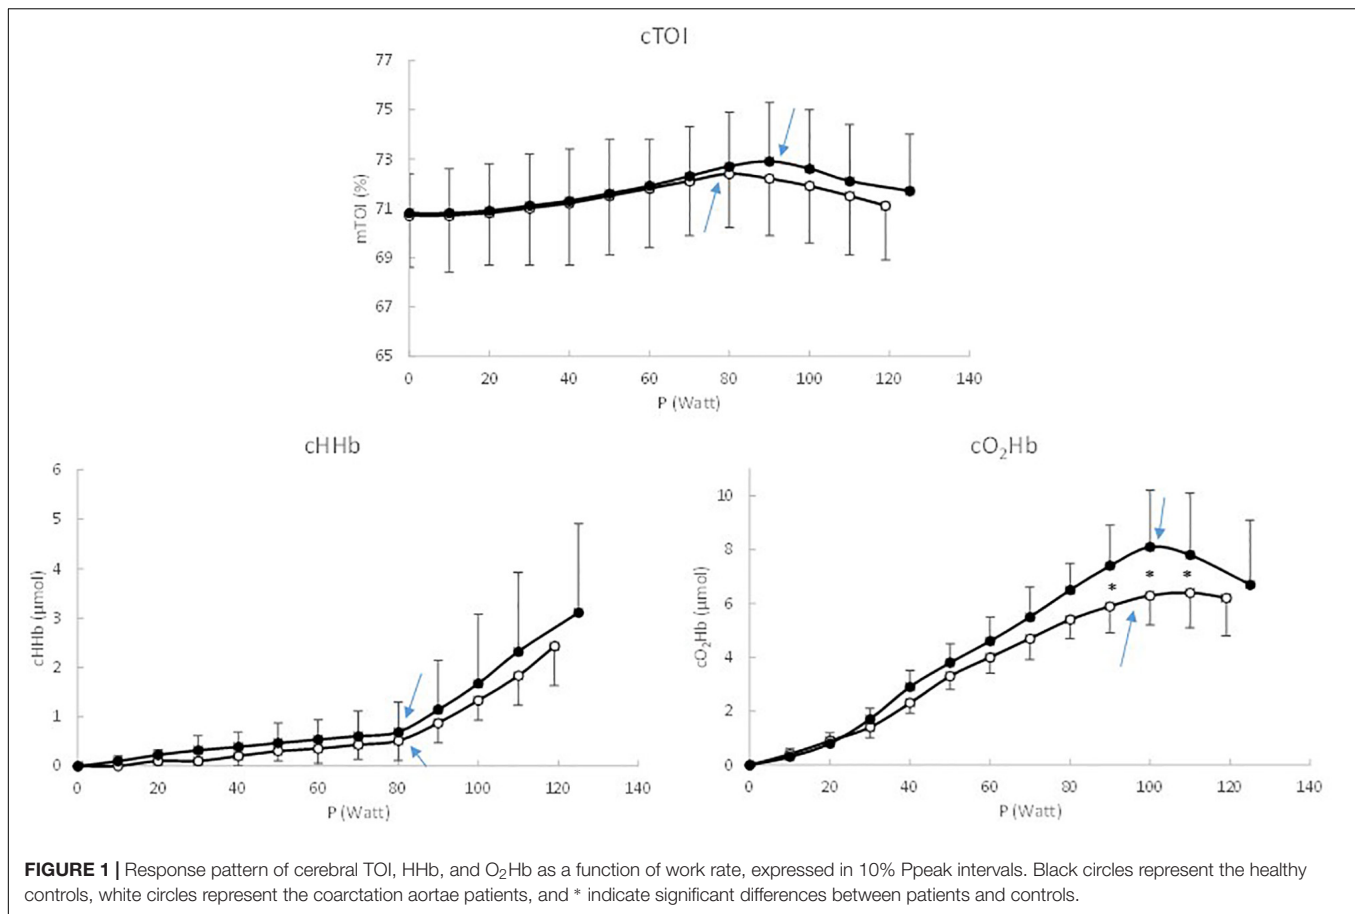 cTOI
77
75
73
71
69
67
65
mTOI (%)
0 20 40 60 80 100 120 140
P (Watt)
cHHb
6
5
4
3
2
1
0
cHHb (μmol)
0 20 40 60 80 100 120 140
P (Watt)
cO₂Hb
10
8
6
4
2
0
cO₂Hb (μmol)
* * *
0 20 40 60 80 100 120 140
P (Watt)
FIGURE 1 | Response pattern of cerebral TOI, HHb, and O₂Hb as a function of work rate, expressed in 10% Ppeak intervals. Black circles represent the healthy
controls, white circles represent the coarctation aortae patients, and * indicate significant differences between patients and controls.